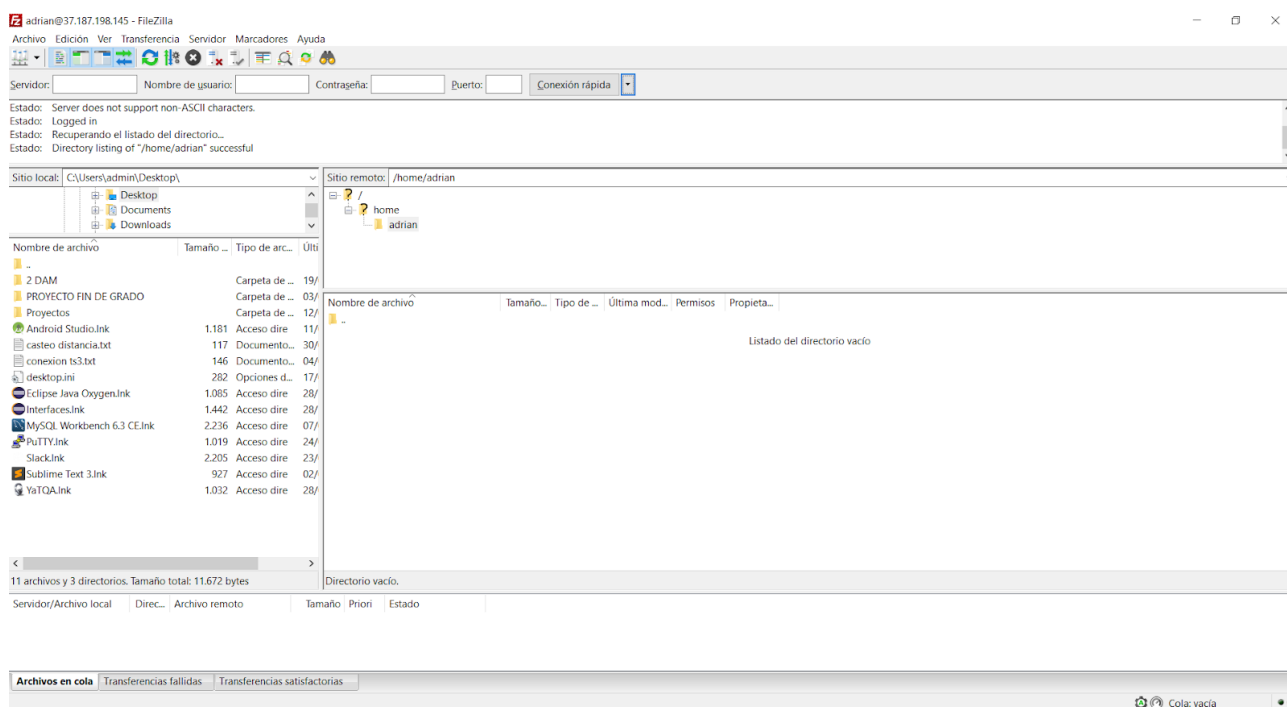 adrian@37.187.198.145 - FileZilla
Archivo Edición Ver Transferencia Servidor Marcadores Ayuda
Servidor: Nombre de usuario: Contraseña: Puerto: Conexión rápida
Estado: Server does not support non-ASCII characters.
Estado: Logged in
Estado: Recuperando el listado del directorio...
Estado: Directory listing of "/home/adrian" successful
Sitio local: C:\Users\admin\Desktop\
Desktop
Documents
Downloads
Nombre de archivo Tamaño ... Tipo de arc... Últi
..
2 DAM Carpeta de ... 19/
PROYECTO FIN DE GRADO Carpeta de ... 03/
Proyectos Carpeta de ... 12/
Android Studio.lnk 1.181 Acceso dire 11/
casteo distancia.txt 117 Documento... 30/
conexion ts3.txt 146 Documento... 04/
desktop.ini 282 Opciones d... 17/
Eclipse Java Oxygen.lnk 1.085 Acceso dire 28/
Interfaces.lnk 1.442 Acceso dire 28/
MySQL Workbench 6.3 CE.lnk 2.236 Acceso dire 07/
PuTTY.lnk 1.019 Acceso dire 24/
Slack.lnk 2.205 Acceso dire 23/
Sublime Text 3.lnk 927 Acceso dire 02/
YaTQA.lnk 1.032 Acceso dire 28/
11 archivos y 3 directorios. Tamaño total: 11.672 bytes
Sitio remoto: /home/adrian
/
home
adrian
Nombre de archivo Tamaño... Tipo de ... Última mod... Permisos Propieta...
..
Listado del directorio vacío
Directorio vacío.
Servidor/Archivo local Direc... Archivo remoto Tamaño Priori Estado
Archivos en cola Transferencias fallidas Transferencias satisfactorias
Cola: vacía